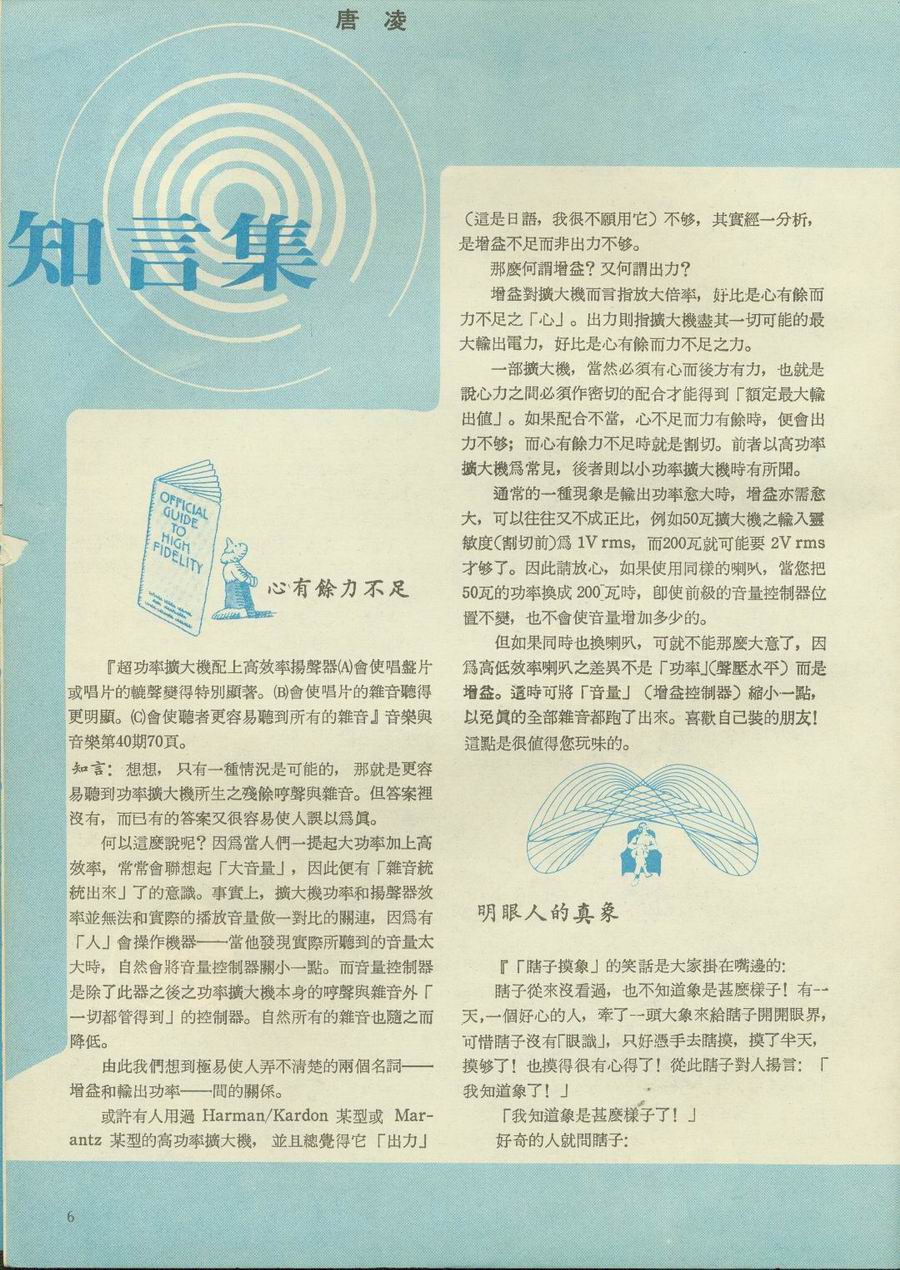 唐凌
知言集
OFFICIAL
GUIDE
TO
HIGH
FIDELITY
心有餘力不足
『超功率擴大機配上高效率揚聲器(A)會使唱盤片
或唱片的轆聲變得特別顯著。(B)會使唱片的雜音聽得
更明顯。(C)會使聽者更容易聽到所有的雜音』音樂與
音樂第40期70頁。
知言：想想，只有一種情況是可能的，那就是更容
易聽到功率擴大機所生之殘餘哼聲與雜音。但答案裡
沒有，而已有的答案又很容易使人誤以爲眞。
何以這麼說呢？因爲當人們一提起大功率加上高
效率，常常會聯想起「大音量」，因此便有「雜音統
統出來」了的意識。事實上，擴大機功率和揚聲器效
率並無法和實際的播放音量做一對比的關連，因爲有
「人」會操作機器——當他發現實際所聽到的音量太
大時，自然會將音量控制器關小一點。而音量控制器
是除了此器之後之功率擴大機本身的哼聲與雜音外「
一切都管得到」的控制器。自然所有的雜音也隨之而
降低。
由此我們想到極易使人弄不清楚的兩個名詞——
增益和輸出功率——間的關係。
或許有人用過 Harman/Kardon 某型或 Mar-
antz 某型的高功率擴大機，並且總覺得它「出力」
（這是日語，我很不願用它）不够，其實經一分析，
是增益不足而非出力不够。
那麼何謂增益？又何謂出力？
增益對擴大機而言指放大倍率，好比是心有餘而
力不足之「心」。出力則指擴大機盡其一切可能的最
大輸出電力，好比是心有餘而力不足之力。
一部擴大機，當然必須有心而後方有力，也就是
說心力之間必須作密切的配合才能得到「額定最大輸
出值」。如果配合不當，心不足而力有餘時，便會出
力不够；而心有餘力不足時就是割切。前者以高功率
擴大機爲常見，後者則以小功率擴大機時有所聞。
通常的一種現象是輸出功率愈大時，增益亦需愈
大，可以往往又不成正比，例如50瓦擴大機之輸入靈
敏度(割切前)爲 1V rms，而200瓦就可能要 2V rms
才够了。因此請放心，如果使用同樣的喇叭，當您把
50瓦的功率換成 200瓦時，卽使前級的音量控制器位
置不變，也不會使音量增加多少的。
但如果同時也換喇叭，可就不能那麼大意了，因
爲高低效率喇叭之差異不是「功率」(聲壓水平）而是
增益。這時可將「音量」（增益控制器）縮小一點，
以免眞的全部雜音都跑了出來。喜歡自己裝的朋友！
這點是很值得您玩味的。
明眼人的真象
『「瞎子摸象」的笑話是大家掛在嘴邊的：
瞎子從來沒看過，也不知道象是甚麼樣子！有一
天，一個好心的人，牽了一頭大象來給瞎子開開眼界，
可惜瞎子沒有「眼識」，只好憑手去瞎摸，摸了半天，
摸够了！也摸得很有心得了！從此瞎子對人揚言：「
我知道象了！」
「我知道象是甚麼樣子了！」
好奇的人就問瞎子：
6